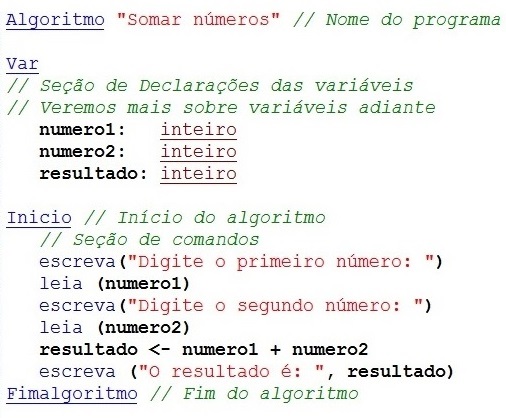 Algoritmo "Somar números" // Nome do programa
Var
// Seção de Declarações das variáveis
// Veremos mais sobre variáveis adiante
numero1: inteiro
numero2: inteiro
resultado: inteiro
Inicio // Início do algoritmo
// Seção de comandos
escreva("Digite o primeiro número: ")
leia (numero1)
escreva("Digite o segundo número: ")
leia (numero2)
resultado <- numero1 + numero2
escreva ("O resultado é: ", resultado)
Fimalgoritmo // Fim do algoritmo